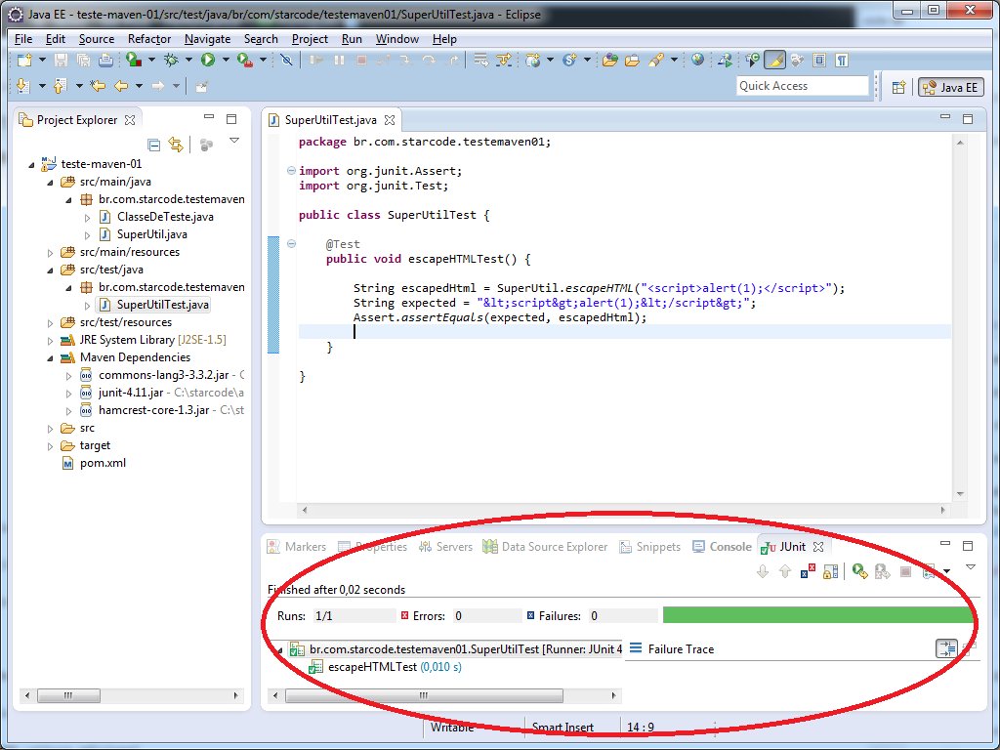 Java EE - teste-maven-01/src/test/java/br/com/starcode/testemaven01/SuperUtilTest.java - Eclipse
File Edit Source Refactor Navigate Search Project Run Window Help
Quick Access
Java EE
Project Explorer
teste-maven-01
src/main/java
br.com.starcode.testemaven
ClasseDeTeste.java
SuperUtil.java
src/main/resources
src/test/java
br.com.starcode.testemaven
SuperUtilTest.java
src/test/resources
JRE System Library [J2SE-1.5]
Maven Dependencies
commons-lang3-3.3.2.jar - C
junit-4.11.jar - C:\starcode\a
hamcrest-core-1.3.jar - C:\st
src
target
pom.xml
SuperUtilTest.java
package br.com.starcode.testemaven01;
import org.junit.Assert;
import org.junit.Test;
public class SuperUtilTest {
@Test
public void escapeHTMLTest() {
String escapedHtml = SuperUtil.escapeHTML("<script>alert(1);</script>");
String expected = "&lt;script&gt;alert(1);&lt;/script&gt;";
Assert.assertEquals(expected, escapedHtml);
}
}
Markers Properties Servers Data Source Explorer Snippets Console JUnit
Finished after 0,02 seconds
Runs: 1/1 Errors: 0 Failures: 0
br.com.starcode.testemaven01.SuperUtilTest [Runner: JUnit 4
Failure Trace
escapeHTMLTest (0,010 s)
Writable Smart Insert 14 : 9